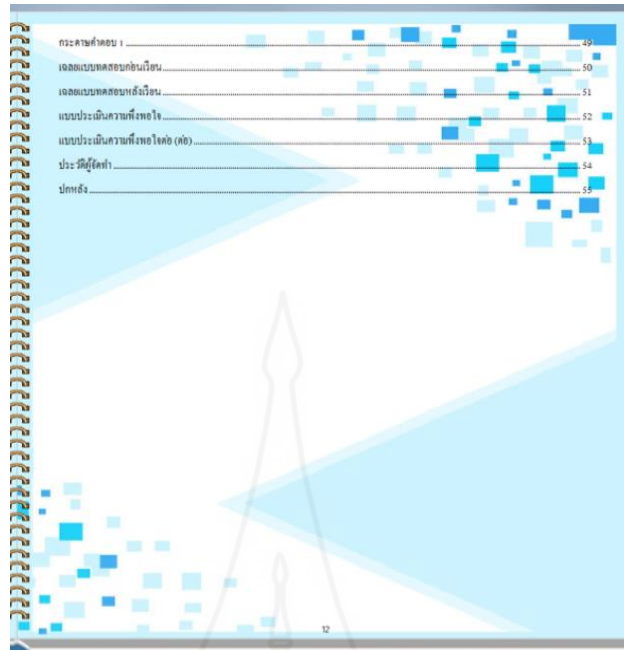 กระดาษคำตอบ 1 49
เฉลยแบบทดสอบก่อนเรียน 50
เฉลยแบบทดสอบหลังเรียน 51
แบบประเมินความพึงพอใจ 52
แบบประเมินความพึงพอใจต่อ (ต่อ) 53
ประวัติผู้จัดทำ 54
ปกหลัง 55
12